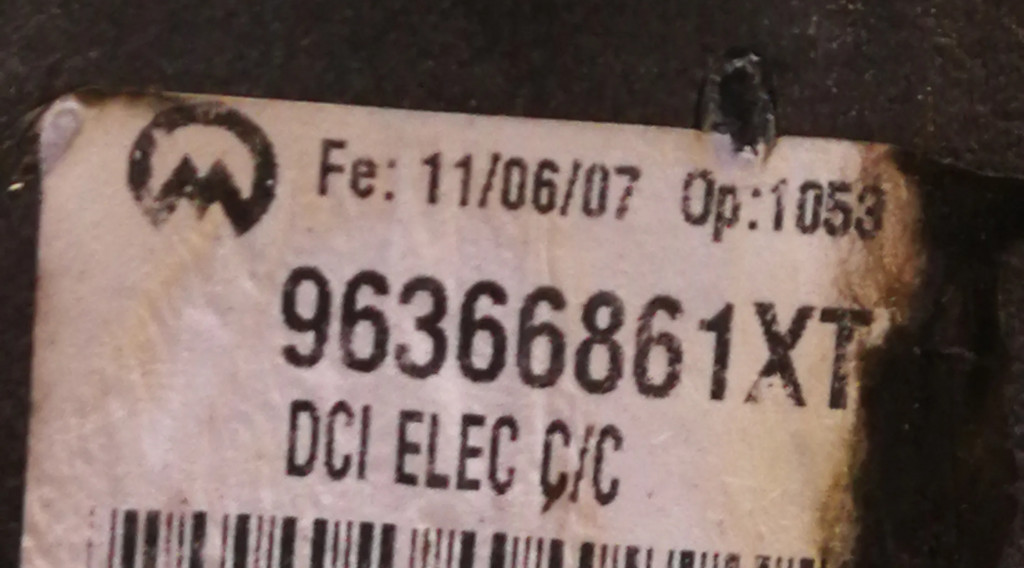 Fe: 11/06/07 Op:1053
96366861XT
DCI ELEC C/C